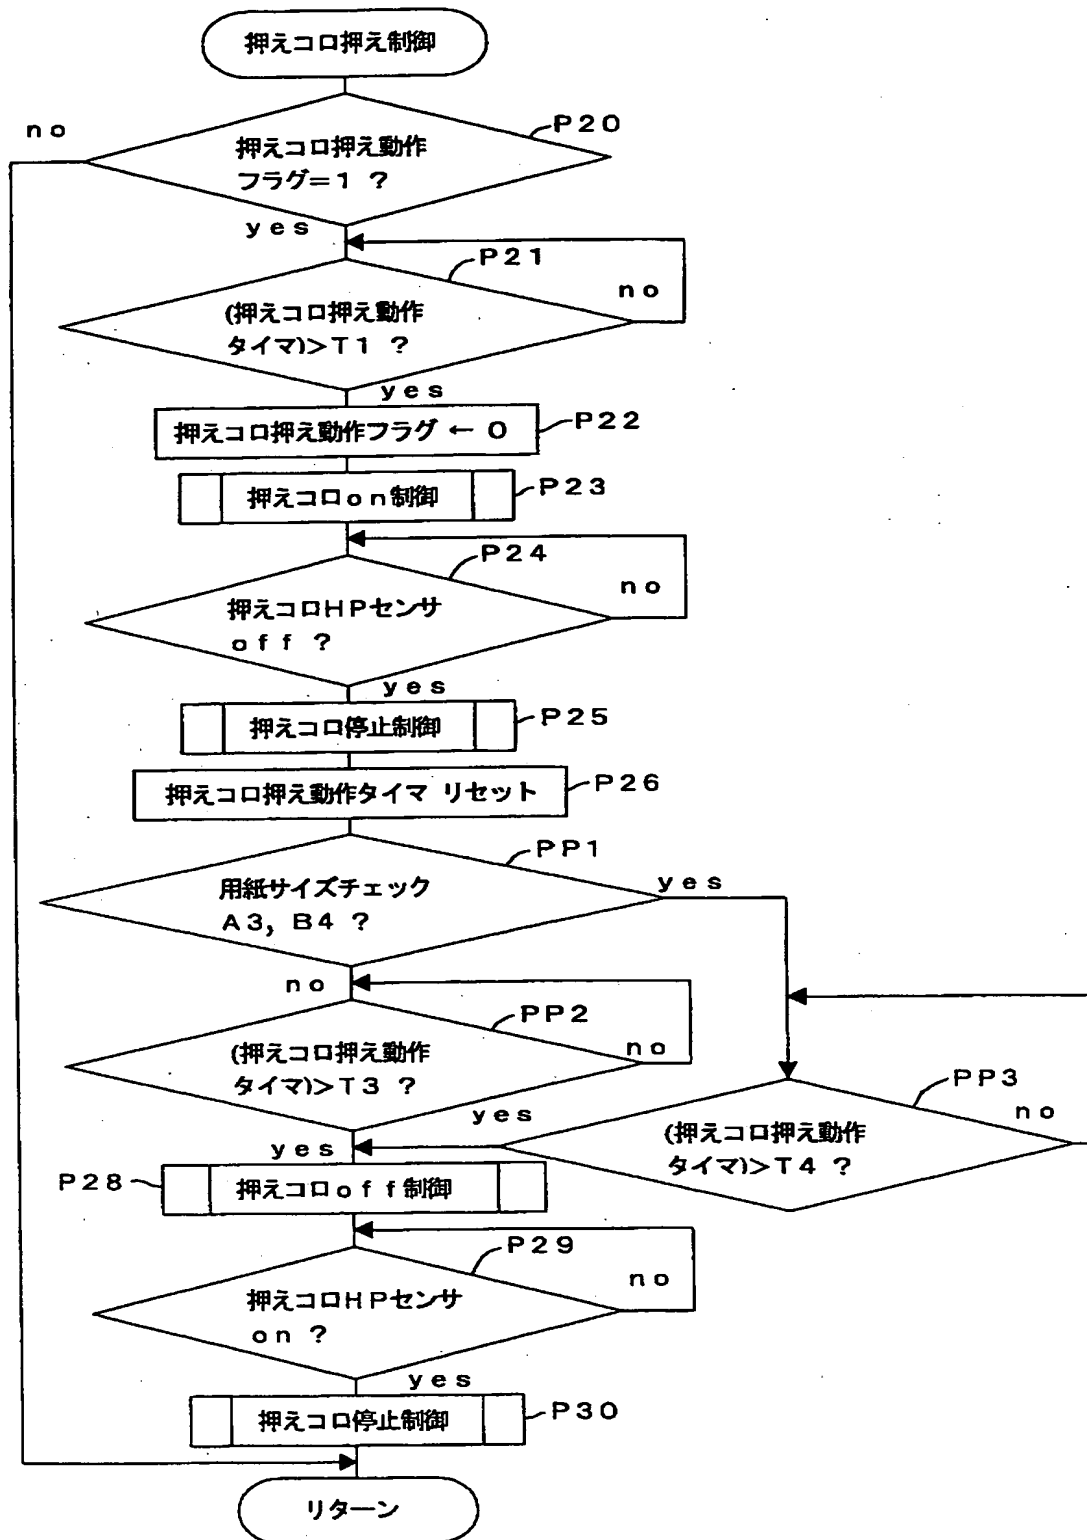 押えコロ押え制御
no
P20
押えコロ押え動作
フラグ=1 ?
yes
P21
no
(押えコロ押え動作
タイマ)>T1 ?
yes
押えコロ押え動作フラグ ← 0
P22
押えコロon制御
P23
P24
no
押えコロHPセンサ
off ?
yes
押えコロ停止制御
P25
押えコロ押え動作タイマ リセット
P26
PP1
yes
用紙サイズチェック
A3, B4 ?
no
PP2
no
(押えコロ押え動作
タイマ)>T3 ?
PP3
no
yes
(押えコロ押え動作
タイマ)>T4 ?
yes
P28
押えコロoff制御
P29
no
押えコロHPセンサ
on ?
yes
押えコロ停止制御
P30
リターン